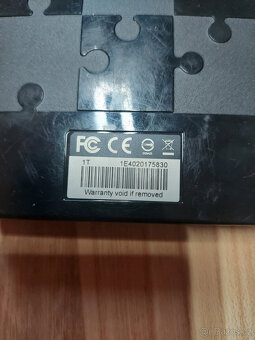 FC CE
1T 1E4020175830
Warranty void if removed